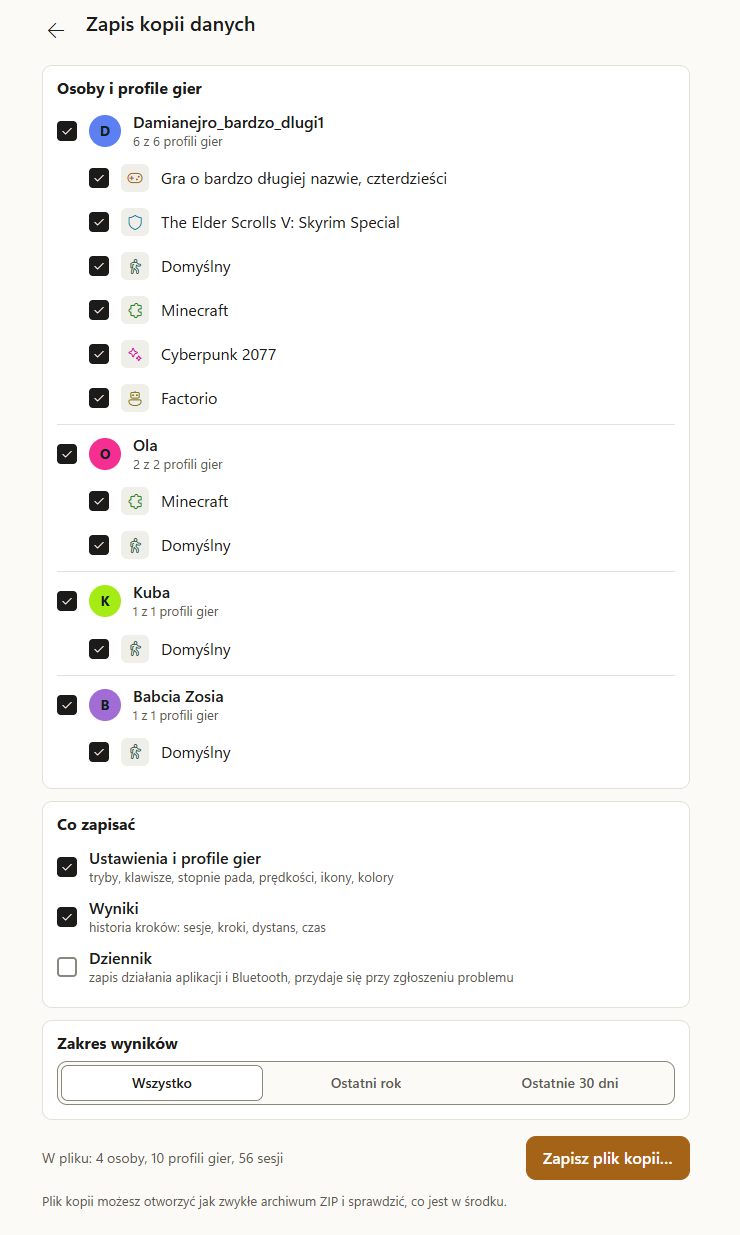 Zapis kopii danych
Osoby i profile gier
D
Damianejro_bardzo_dlugi1
6 z 6 profili gier
Gra o bardzo długiej nazwie, czterdzieści
The Elder Scrolls V: Skyrim Special
Domyślny
Minecraft
Cyberpunk 2077
Factorio
O
Ola
2 z 2 profili gier
Minecraft
Domyślny
K
Kuba
1 z 1 profili gier
Domyślny
B
Babcia Zosia
1 z 1 profili gier
Domyślny
Co zapisać
Ustawienia i profile gier
tryby, klawisze, stopnie pada, prędkości, ikony, kolory
Wyniki
historia kroków: sesje, kroki, dystans, czas
Dziennik
zapis działania aplikacji i Bluetooth, przydaje się przy zgłoszeniu problemu
Zakres wyników
Wszystko Ostatni rok Ostatnie 30 dni
W pliku: 4 osoby, 10 profili gier, 56 sesji
Zapisz plik kopii...
Plik kopii możesz otworzyć jak zwykłe archiwum ZIP i sprawdzić, co jest w środku.